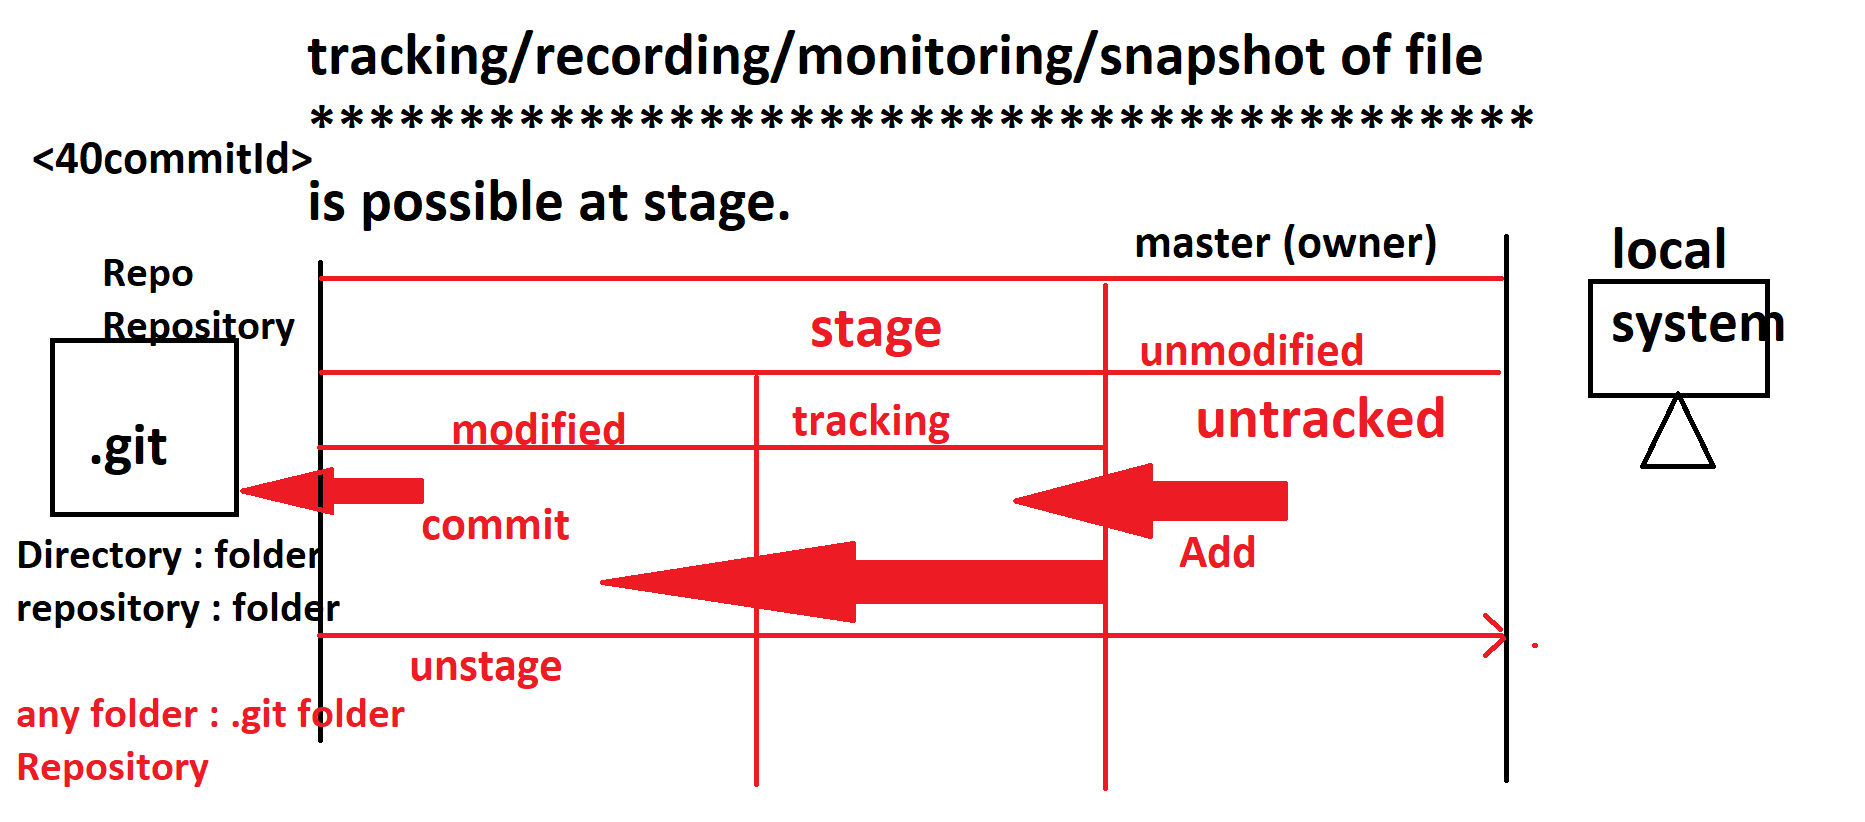 tracking/recording/monitoring/snapshot of file
*****************************************
<40commitId>
is possible at stage.
master (owner)
local
system
Repo
Repository
stage
unmodified
modified
tracking
untracked
.git
commit
Add
Directory : folder
repository : folder
unstage
any folder : .git folder
Repository